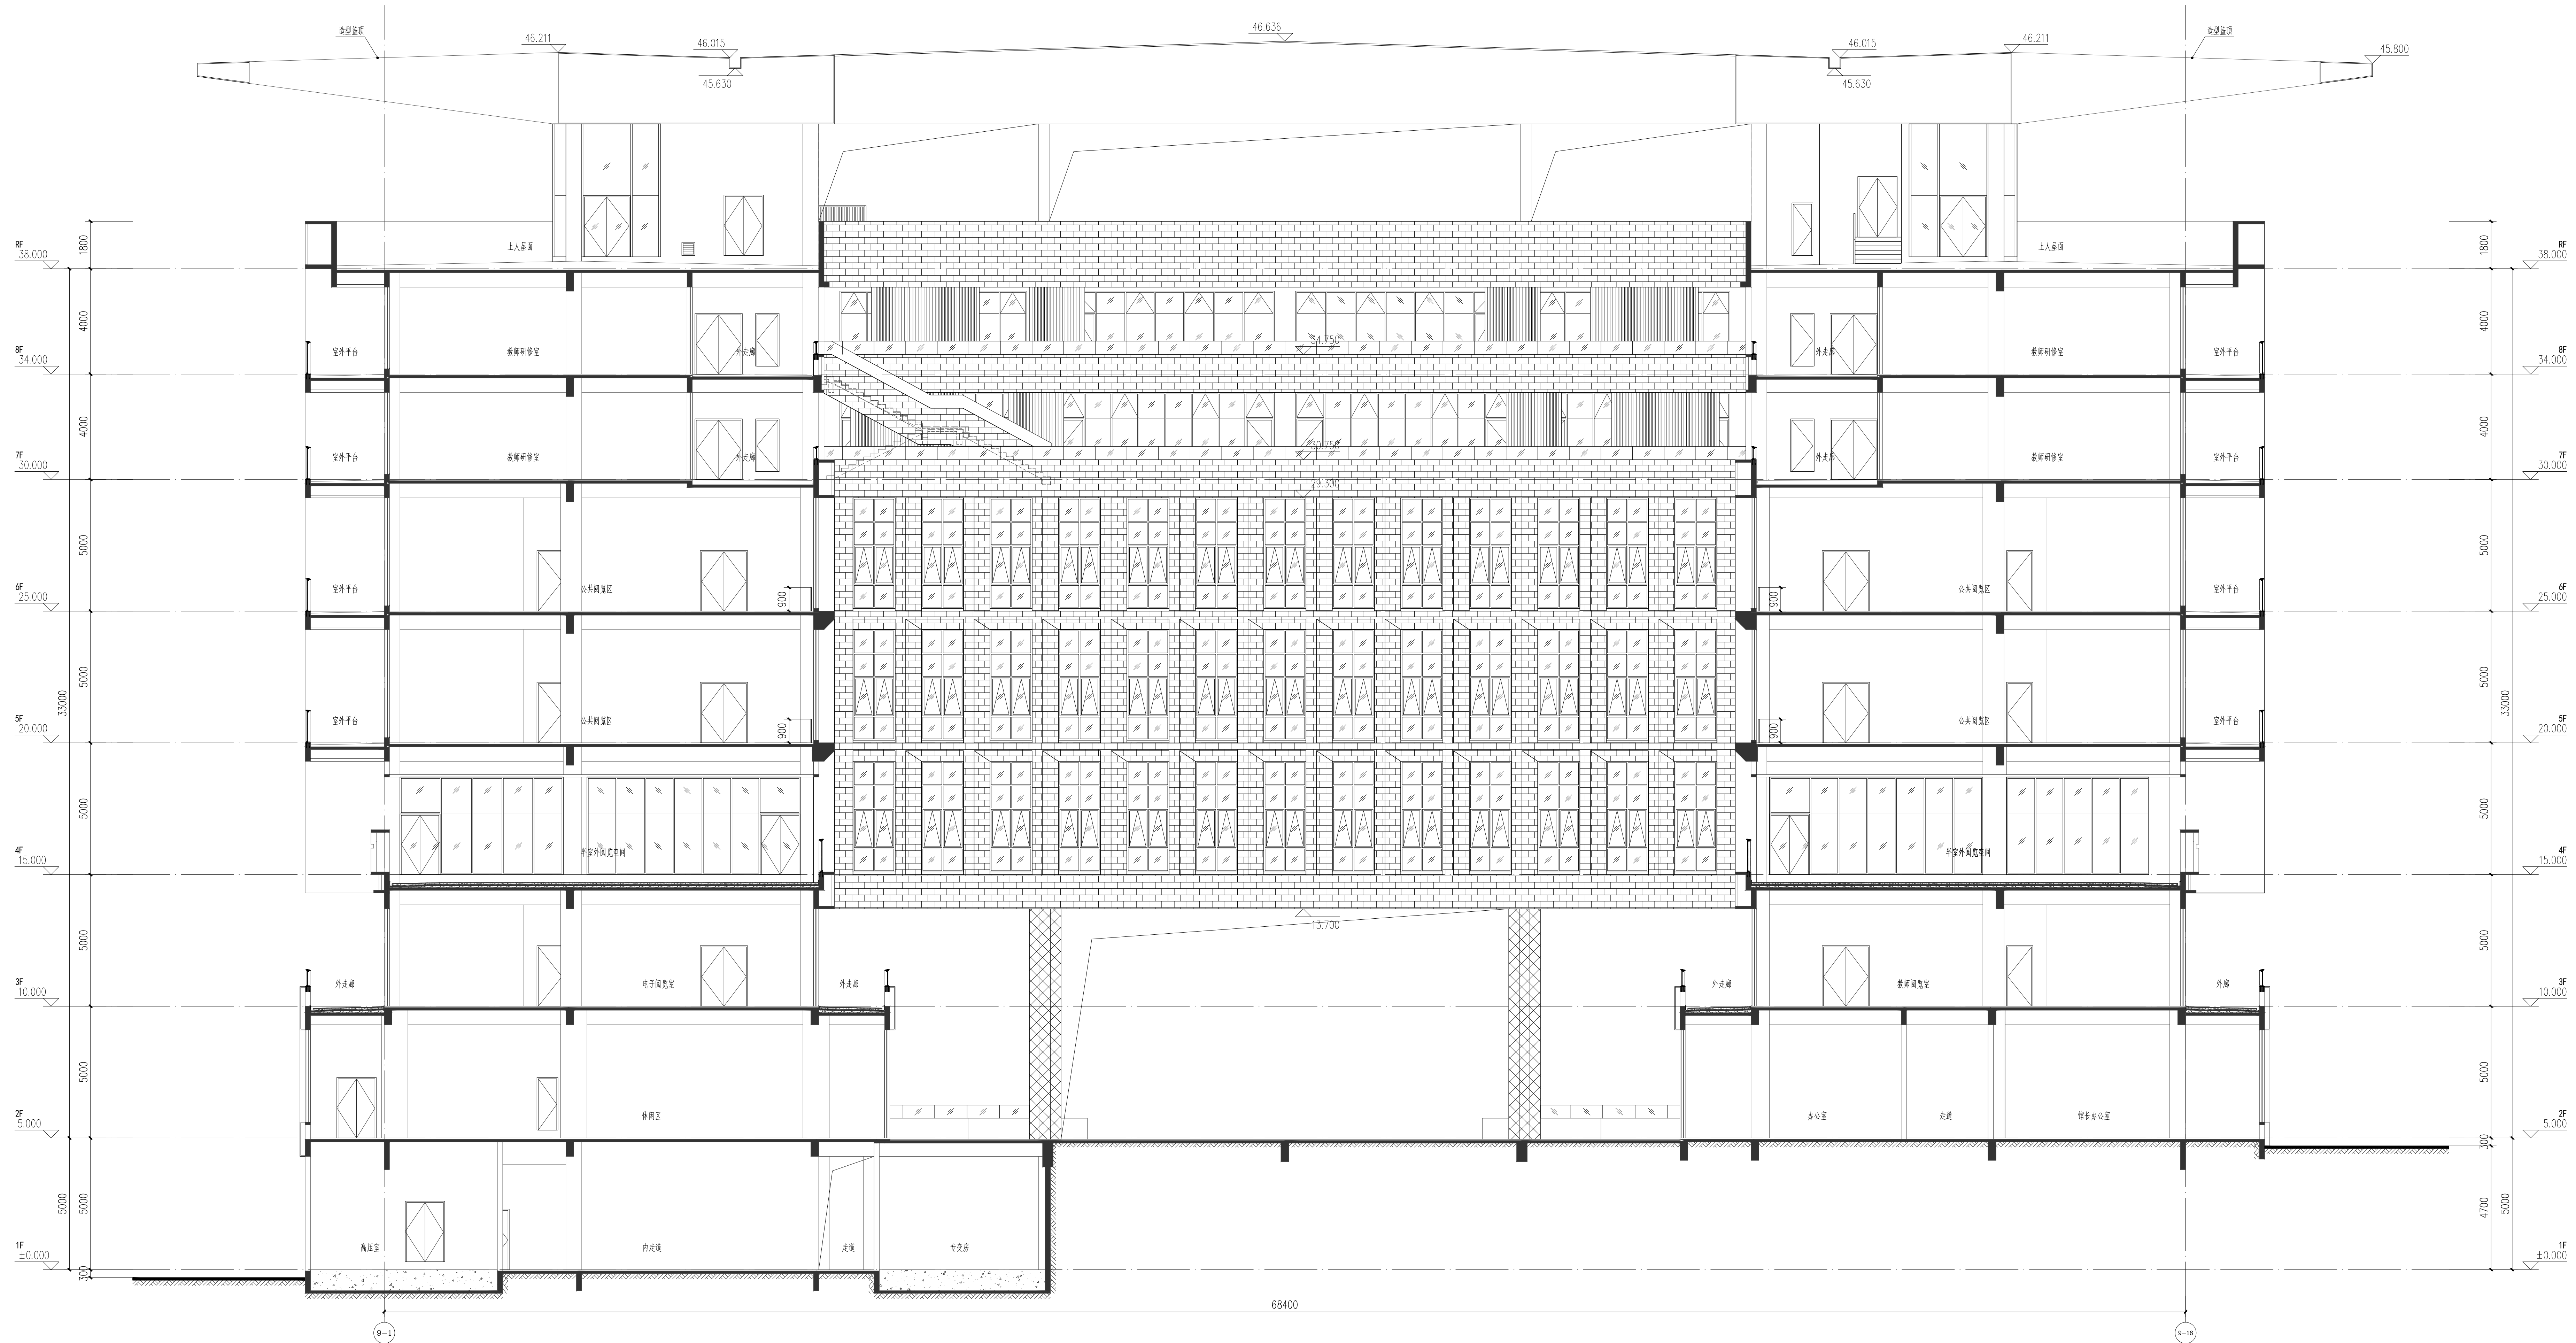 造型盖顶
46.211
46.015
45.630
46.636
46.015
45.630
46.211
造型盖顶
45.800
1800
上人屋面
上人屋面
1800
RF
38.000
RF
38.000
4000
4000
8F
34.000
室外平台
教师研修室
外走廊
34.750
外走廊
教师研修室
室外平台
8F
34.000
4000
4000
7F
30.000
室外平台
教师研修室
外走廊
30.750
外走廊
教师研修室
室外平台
7F
30.000
29.300
5000
5000
6F
25.000
室外平台
公共阅览区
900
900
公共阅览区
室外平台
6F
25.000
5000
33000
5000
33000
5F
20.000
室外平台
公共阅览区
900
900
公共阅览区
室外平台
5F
20.000
5000
5000
4F
15.000
半室外阅览空间
半室外阅览空间
4F
15.000
13.700
5000
5000
3F
10.000
外走廊
电子阅览室
外走廊
外走廊
教师阅览室
外廊
3F
10.000
5000
5000
2F
5.000
休闲区
办公室
走道
馆长办公室
2F
5.000
300
5000
5000
4700
5000
1F
±0.000
高压室
内走道
走道
专变房
1F
±0.000
300
68400
9-1
9-16